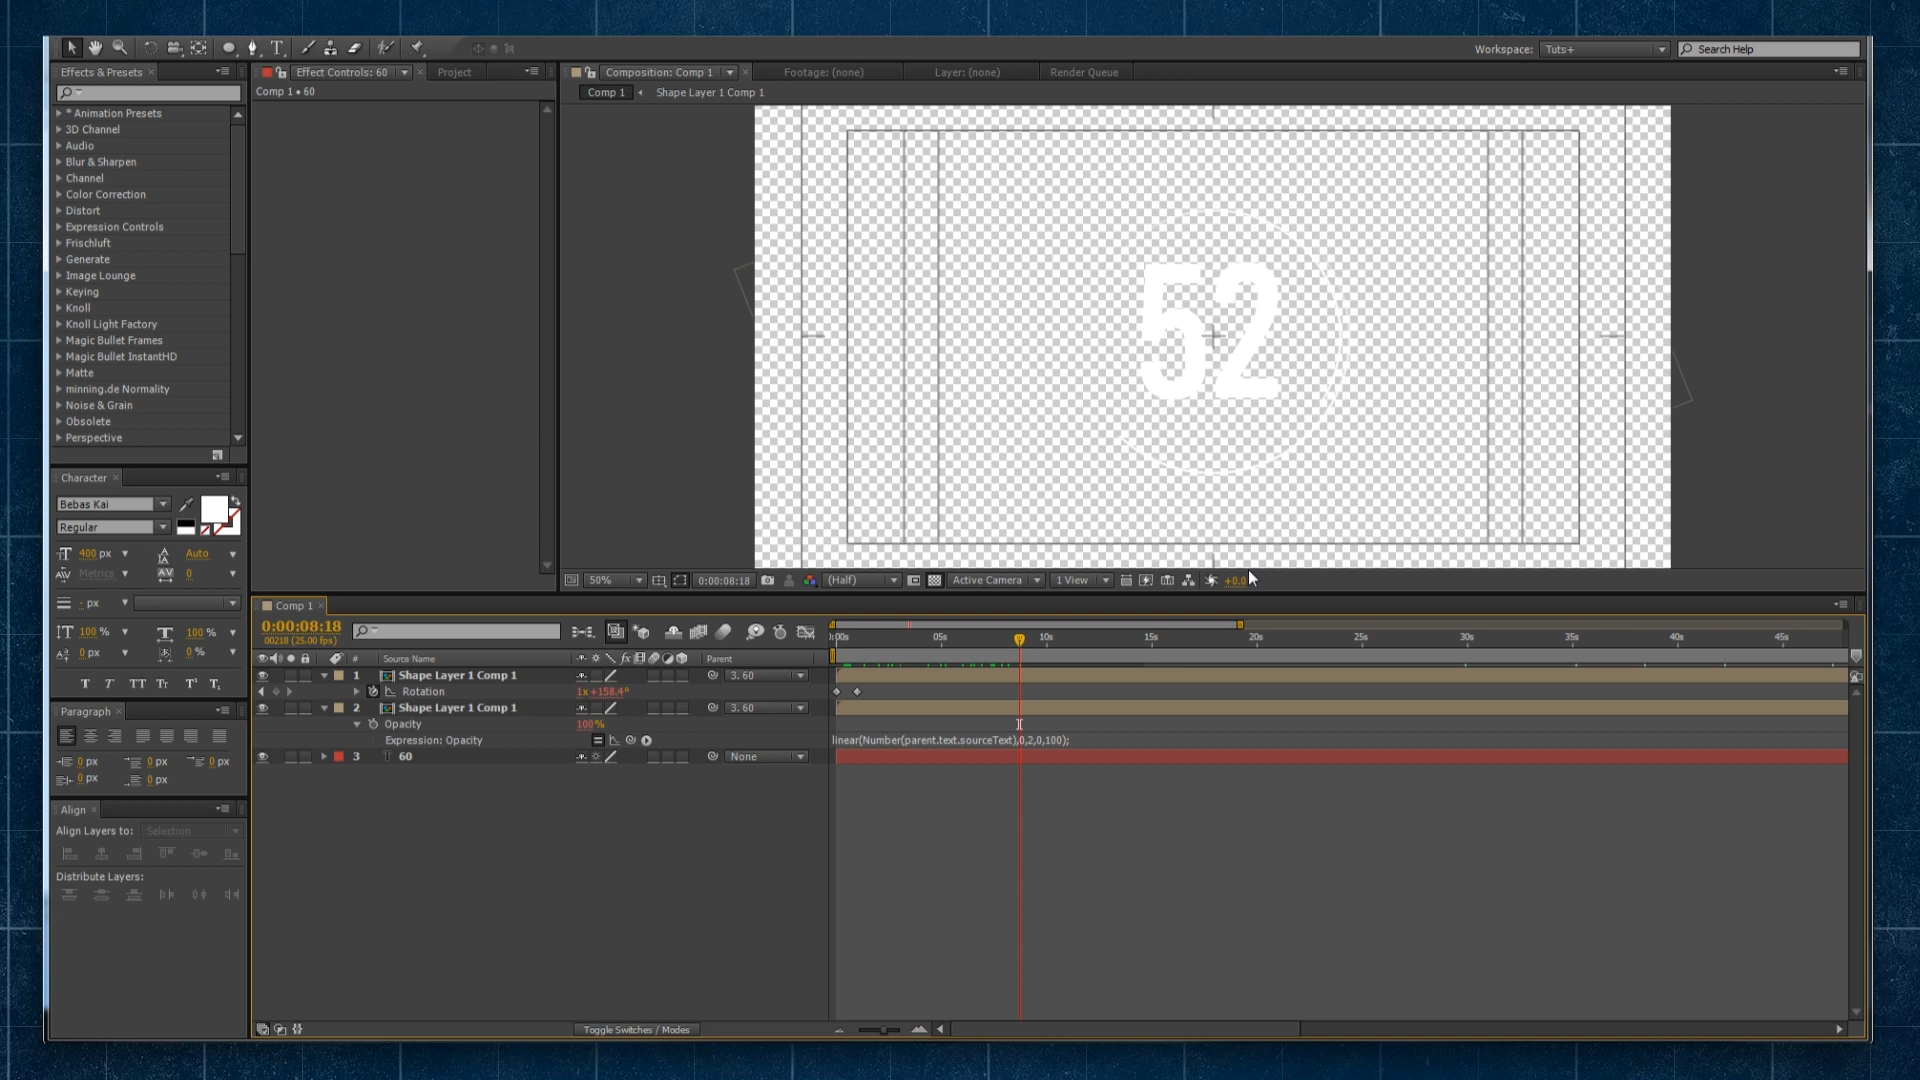 Workspace: Tuts+ Search Help
Effects & Presets
Effect Controls: 60 Project
Composition: Comp 1 Footage: (none) Layer: (none) Render Queue
Comp 1 • 60
Comp 1 Shape Layer 1 Comp 1
* Animation Presets
3D Channel
Audio
Blur & Sharpen
Channel
Color Correction
Distort
Expression Controls
Frischluft
Generate
Image Lounge
Keying
Knoll
Knoll Light Factory
Magic Bullet Frames
Magic Bullet InstantHD
Matte
minning.de Normality
Noise & Grain
Obsolete
Perspective
52
50% 0:00:08:18 (Half) Active Camera 1 View +0.0
Character
Bebas Kai
Regular
400 px Auto
Metrics 0
- px
100 % 100 %
0 px 0 %
T T TT Tr T¹ T,
Paragraph
0 px 0 px 0 px
0 px 0 px
Align
Align Layers to: Selection
Distribute Layers:
Comp 1
0:00:08:18
00218 (25.00 fps)
:00s 05s 10s 15s 20s 25s 30s 35s 40s 45s
# Source Name fx Parent
1 Shape Layer 1 Comp 1 3. 60
Rotation 1x+158.4°
2 Shape Layer 1 Comp 1 3. 60
Opacity 100%
Expression: Opacity linear(Number(parent.text.sourceText),0,2,0,100);
3 T 60 None
Toggle Switches / Modes